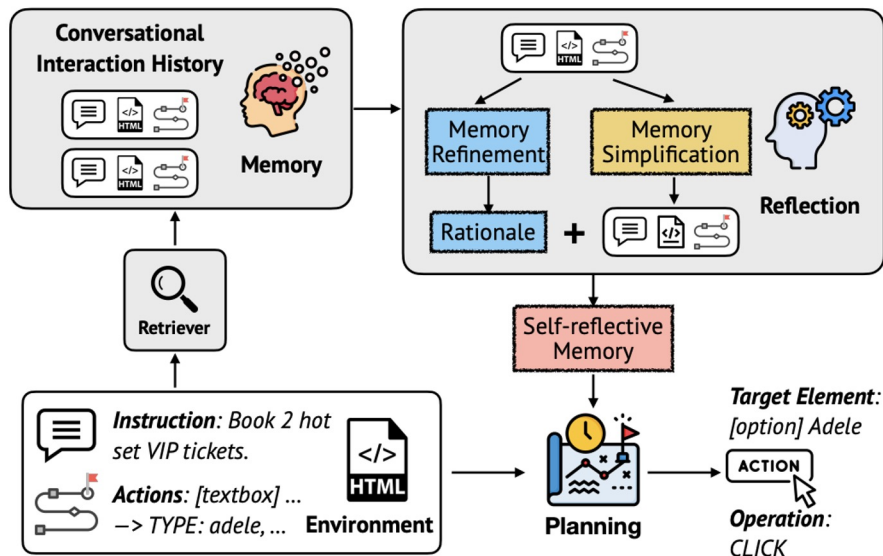 Conversational
Interaction History
</>
HTML
</>
HTML
Memory
</>
HTML
Memory
Refinement
Memory
Simplification
Rationale
+
</>
Reflection
Retriever
Self-reflective
Memory
Instruction: Book 2 hot
set VIP tickets.
Actions: [textbox] ...
—> TYPE: adele, ...
</>
HTML
Environment
Planning
Target Element:
[option] Adele
ACTION
Operation:
CLICK